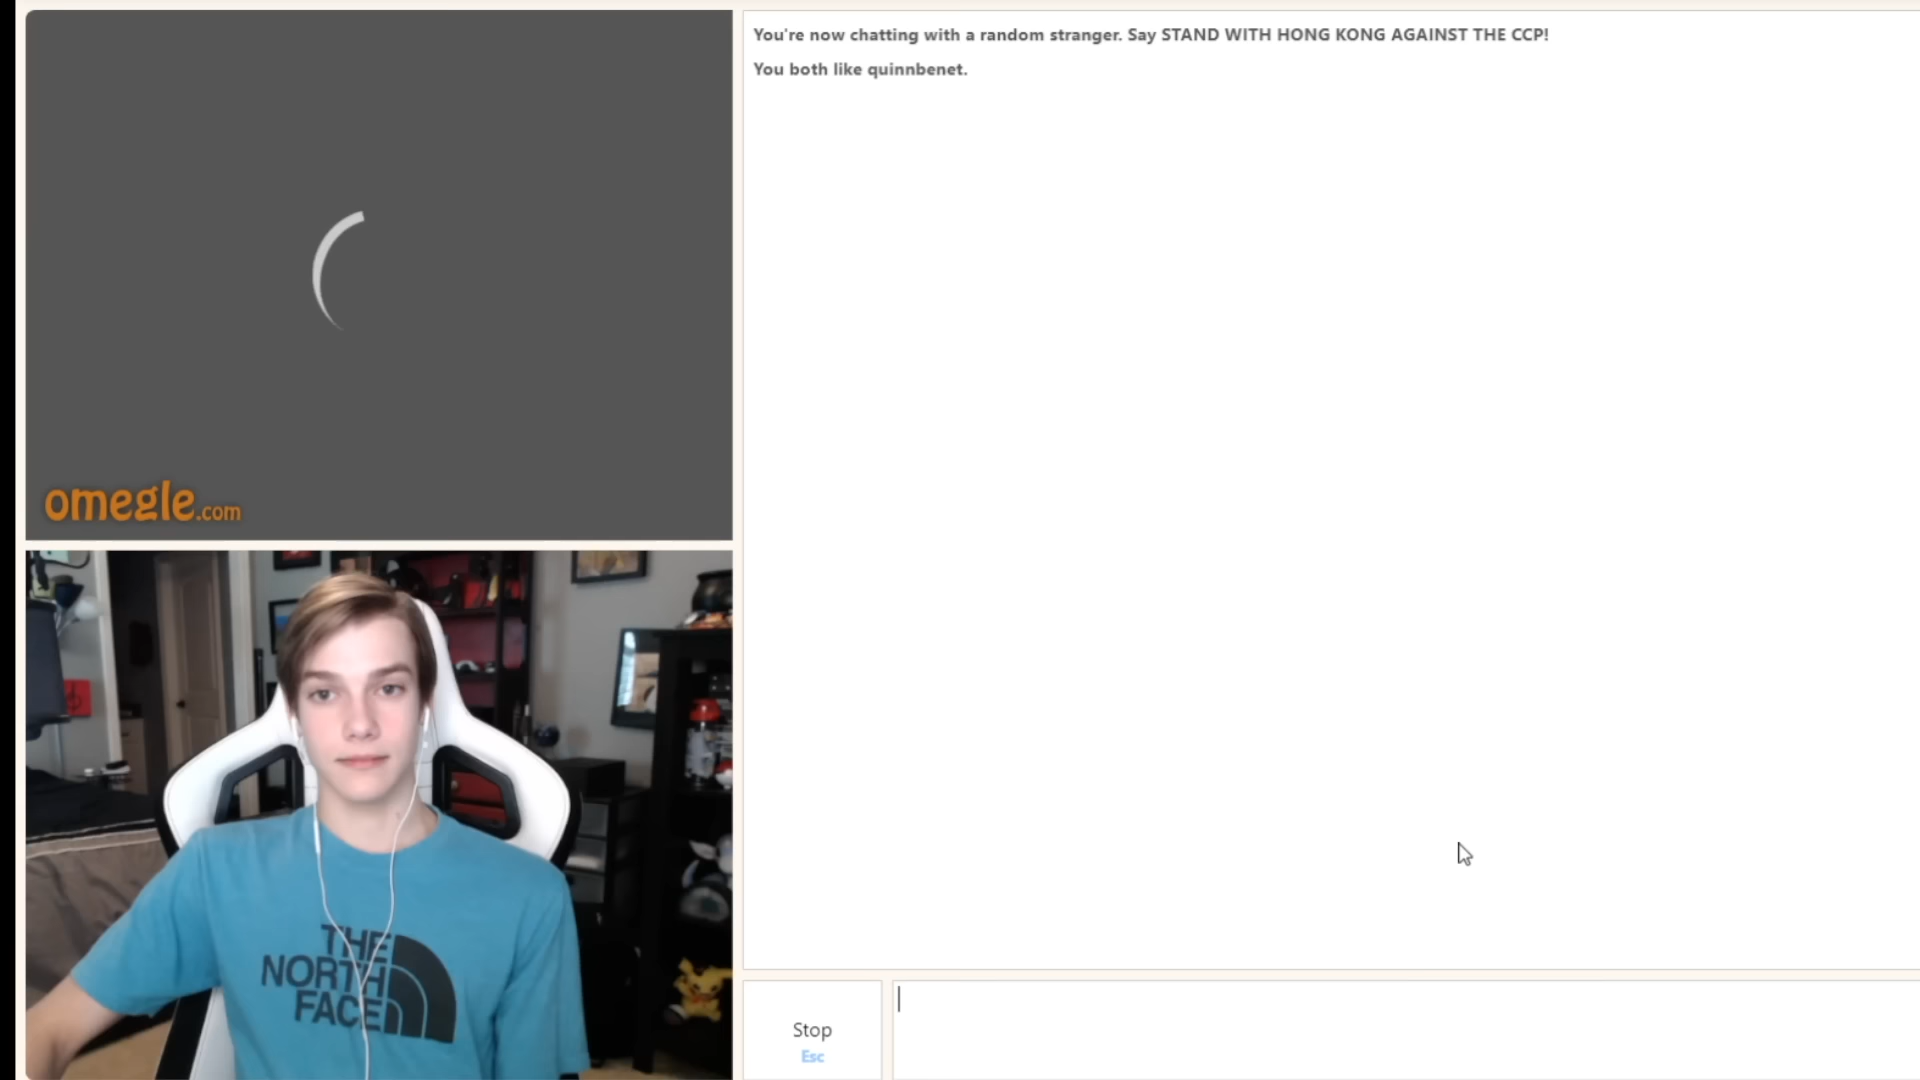 You're now chatting with a random stranger. Say STAND WITH HONG KONG AGAINST THE CCP!
You both like quinnbenet.
omegle.com
THE
NORTH
FACE
Stop
Esc